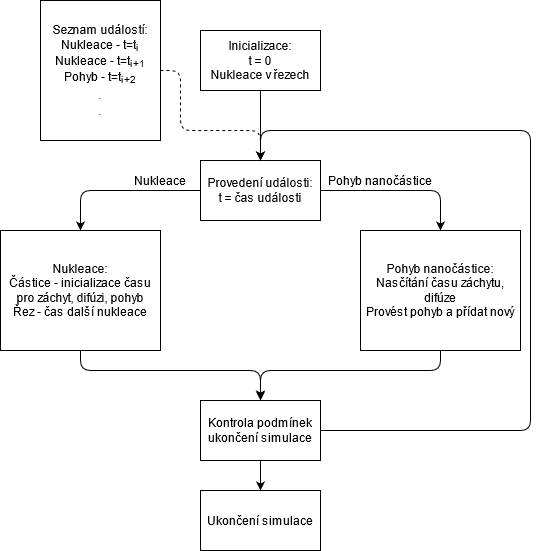 Seznam událostí:
Nukleace - t=ti
Nukleace - t=ti+1
Pohyb - t=ti+2
.
.
Inicializace:
t = 0
Nukleace v řezech
Nukleace
Provedení události:
t = čas události
Pohyb nanočástice
Nukleace:
Částice - inicializace času
pro záchyt, difúzi, pohyb
Řez - čas další nukleace
Pohyb nanočástice:
Nasčítání času záchytu,
difúze
Provést pohyb a přídat nový
Kontrola podmínek
ukončení simulace
Ukončení simulace